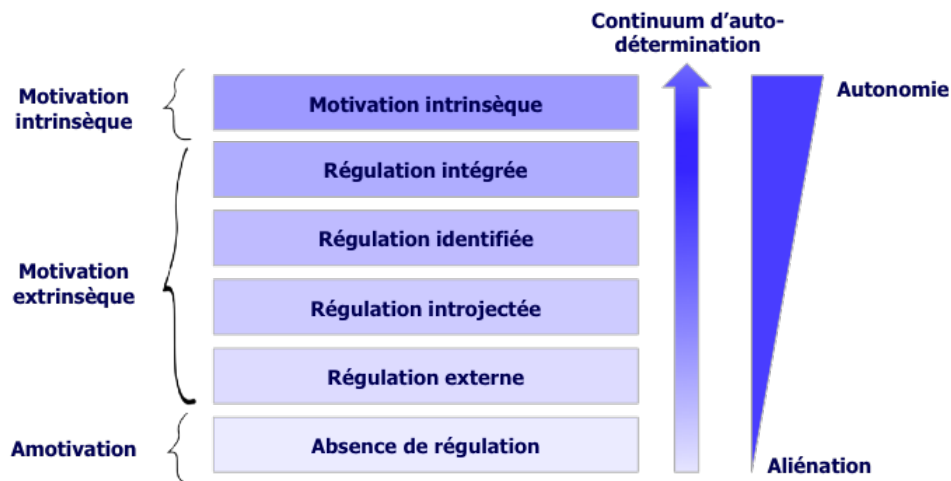 Continuum d'auto-
détermination
Motivation
intrinsèque
Motivation intrinsèque
Autonomie
Régulation intégrée
Régulation identifiée
Motivation
extrinsèque
Régulation introjectée
Régulation externe
Amotivation
Absence de régulation
Aliénation